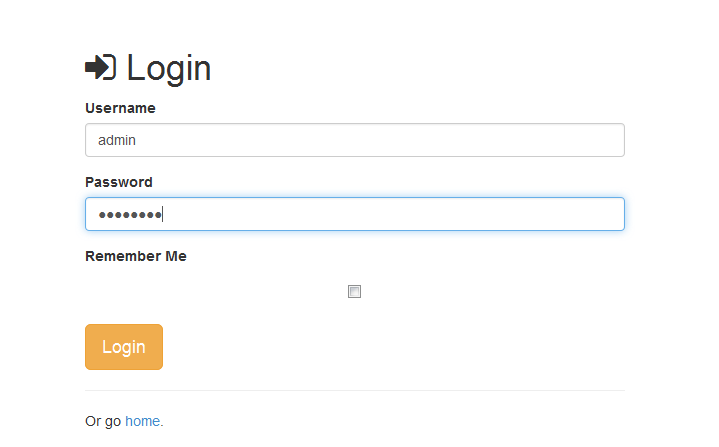 Login
Username
admin
Password
••••••••
Remember Me
Login
Or go home.